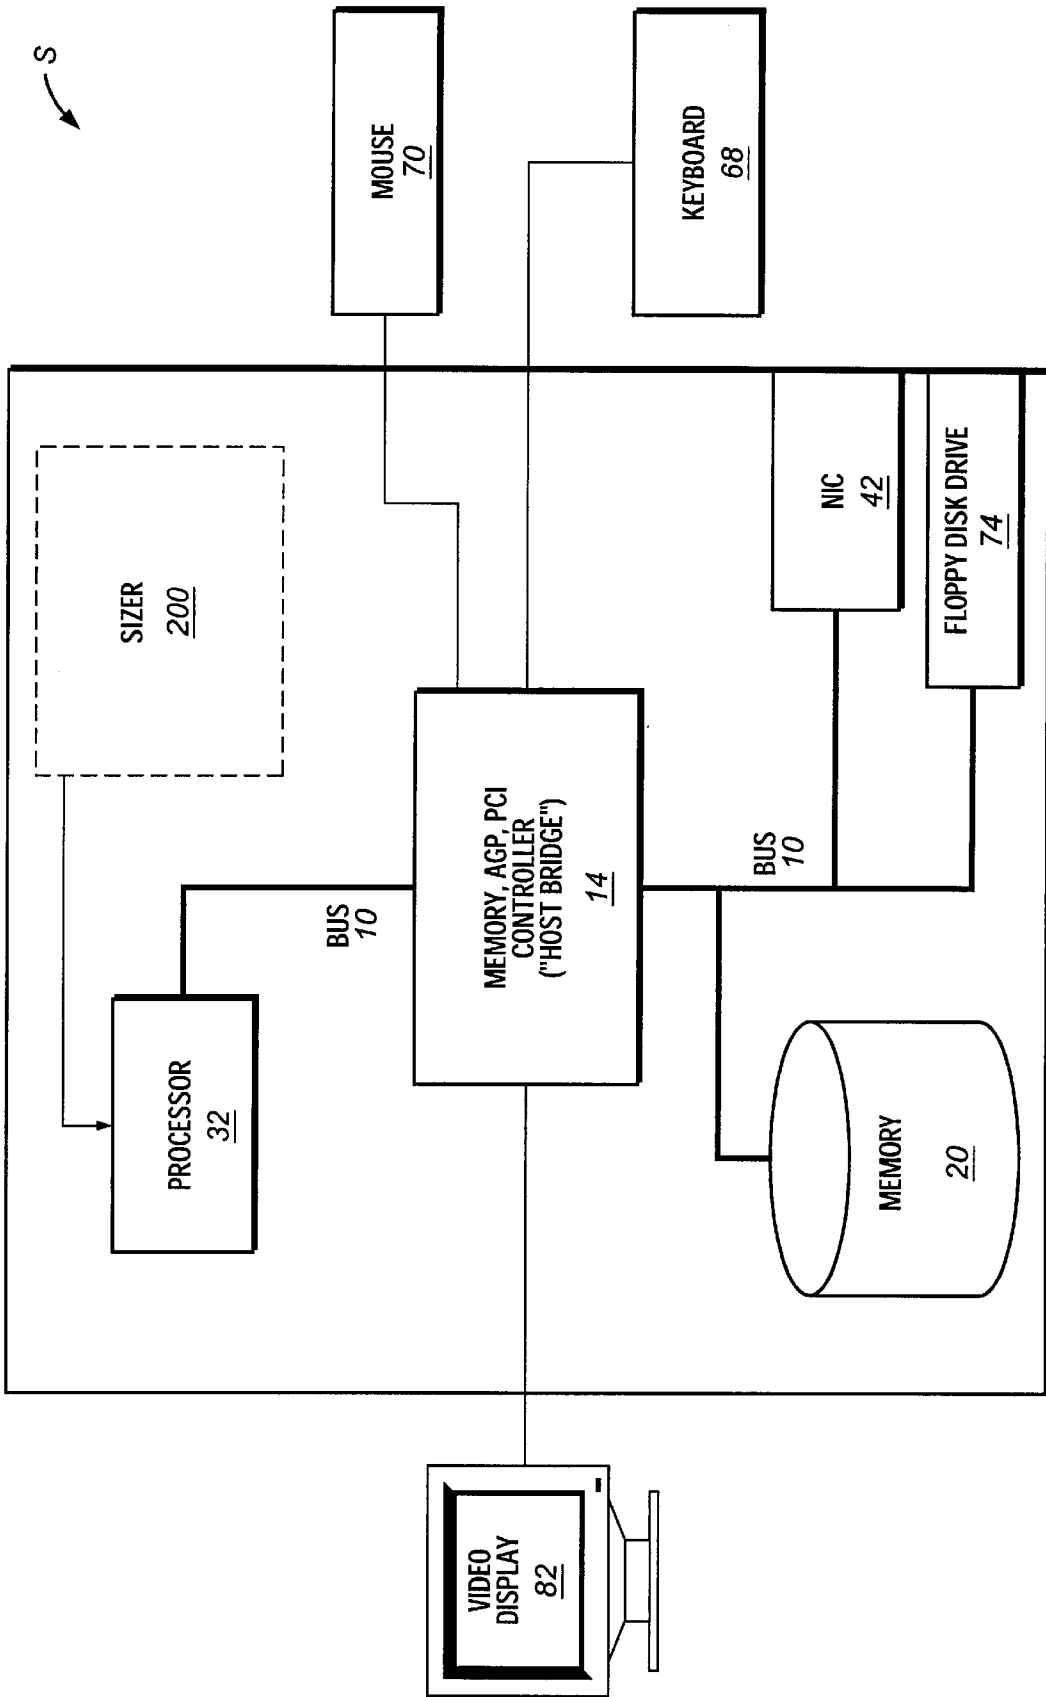 S
SIZER
200
MOUSE
70
PROCESSOR
32
BUS
10
VIDEO
DISPLAY
82
MEMORY, AGP, PCI
CONTROLLER
("HOST BRIDGE")
14
KEYBOARD
68
BUS
10
NIC
42
MEMORY
20
FLOPPY DISK DRIVE
74